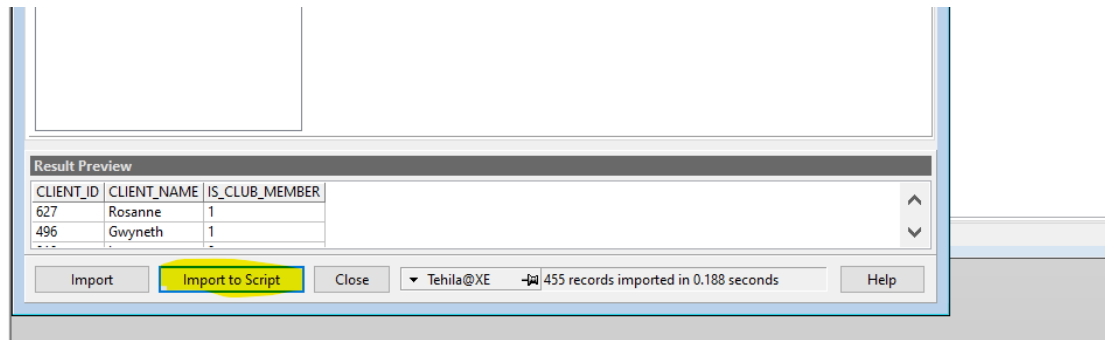 Result Preview
CLIENT_ID CLIENT_NAME IS_CLUB_MEMBER
627 Rosanne 1
496 Gwyneth 1
Import Import to Script Close Tehila@XE 455 records imported in 0.188 seconds Help